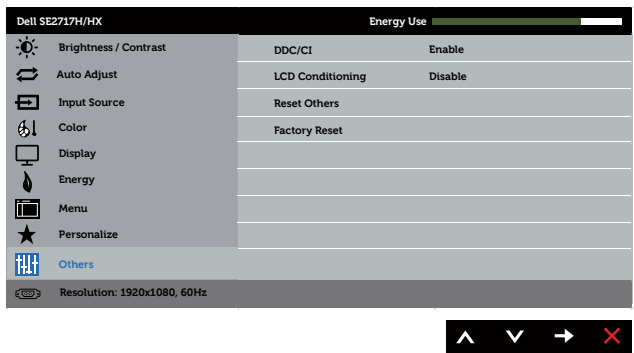 Dell SE2717H/HX Energy Use
Brightness / Contrast
Auto Adjust
Input Source
Color
Display
Energy
Menu
Personalize
Others
DDC/CI Enable
LCD Conditioning Disable
Reset Others
Factory Reset
Resolution: 1920x1080, 60Hz